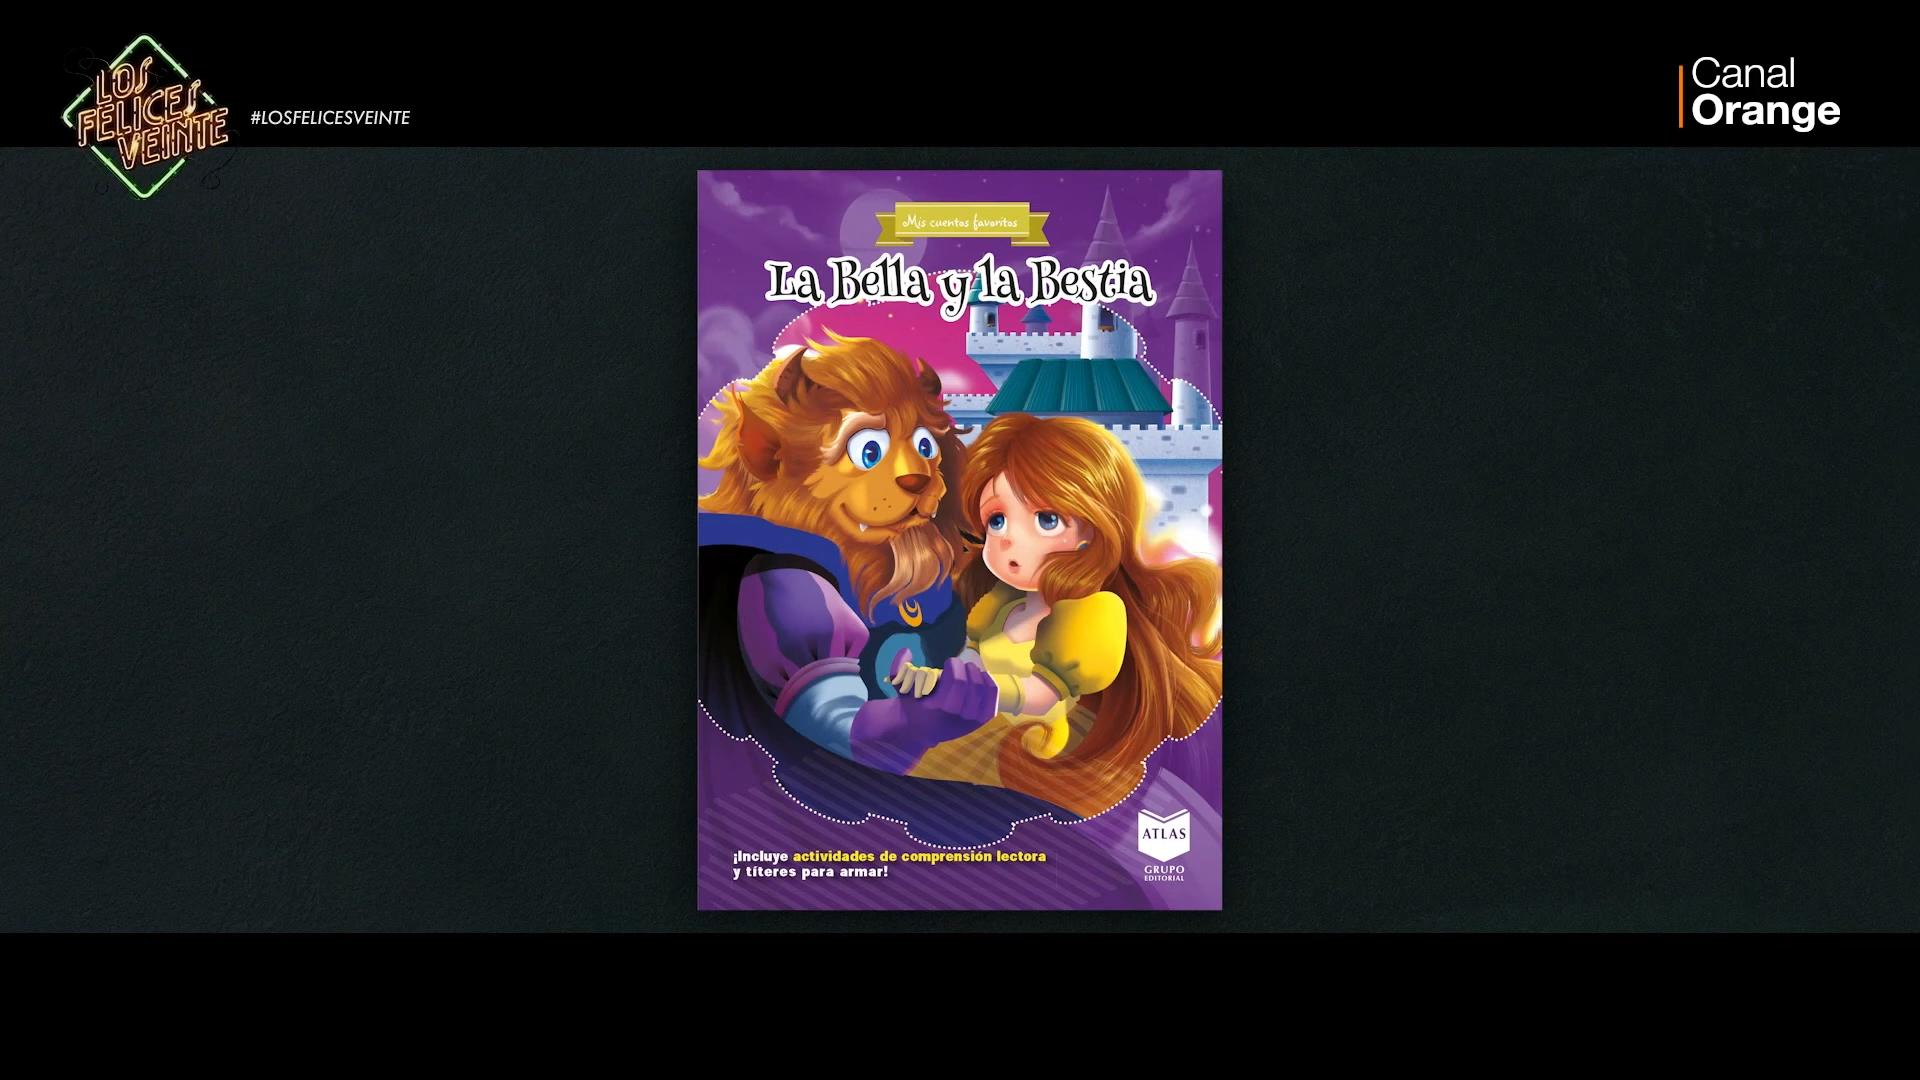 LOS
FELICES
VEINTE
#LOSFELICESVEINTE
Canal
Orange
Mis cuentos favoritos
La Bella y la Bestia
¡Incluye actividades de comprensión lectora
y títeres para armar!
ATLAS
GRUPO
EDITORIAL